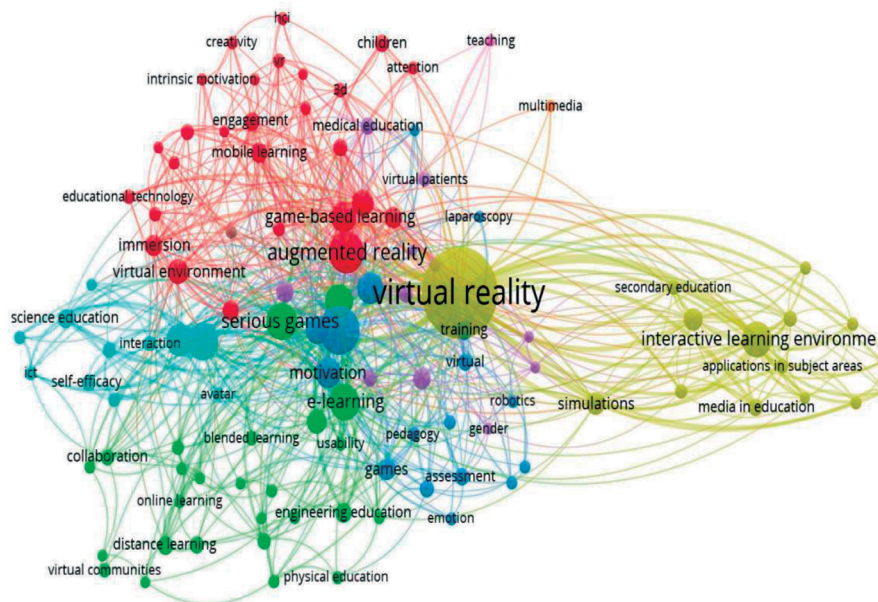 hci
creativity
children
teaching
vr
attention
intrinsic motivation
3d
multimedia
engagement
medical education
mobile learning
virtual patients
educational technology
game-based learning
laparoscopy
immersion
augmented reality
virtual environment
secondary education
virtual reality
science education
serious games
training
interaction
interactive learning environme
virtual
applications in subject areas
ict
self-efficacy
motivation
avatar
e-learning
robotics
simulations
media in education
blended learning
usability
pedagogy
gender
collaboration
games
assessment
online learning
engineering education
emotion
distance learning
virtual communities
physical education